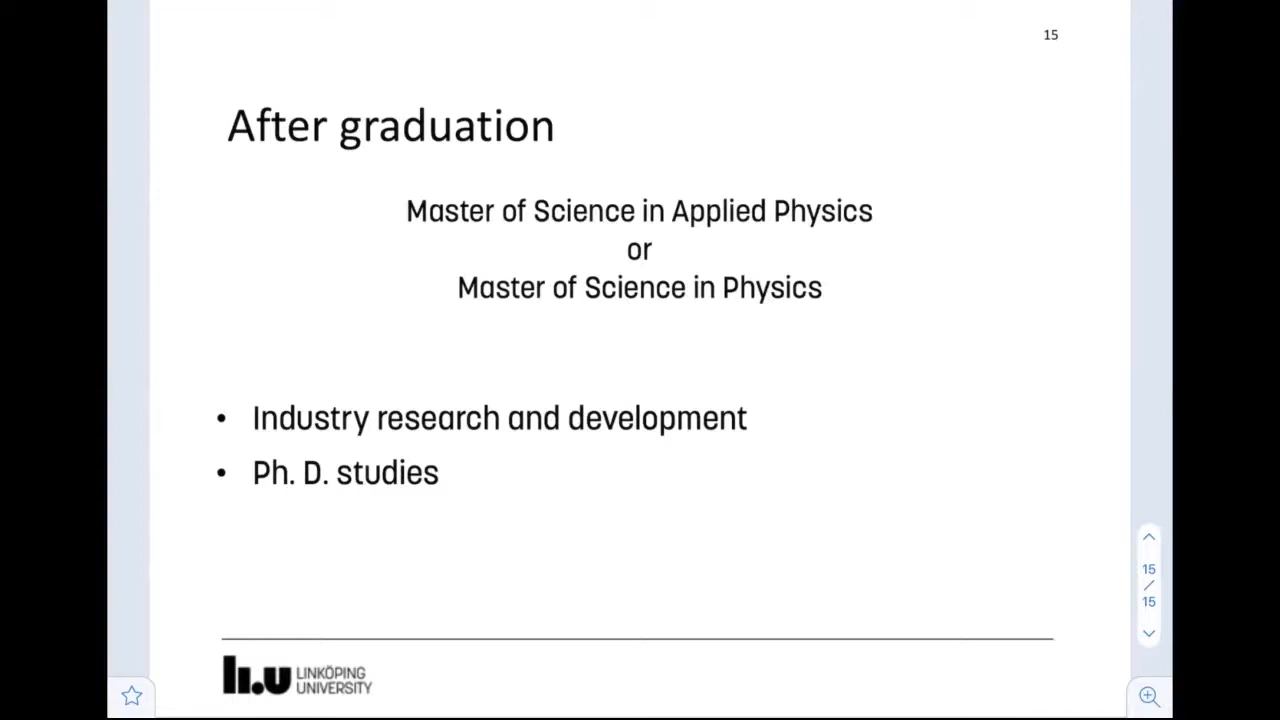 15
After graduation
Master of Science in Applied Physics
or
Master of Science in Physics
• Industry research and development
• Ph. D. studies
15
/
15
li.u LINKÖPING
UNIVERSITY